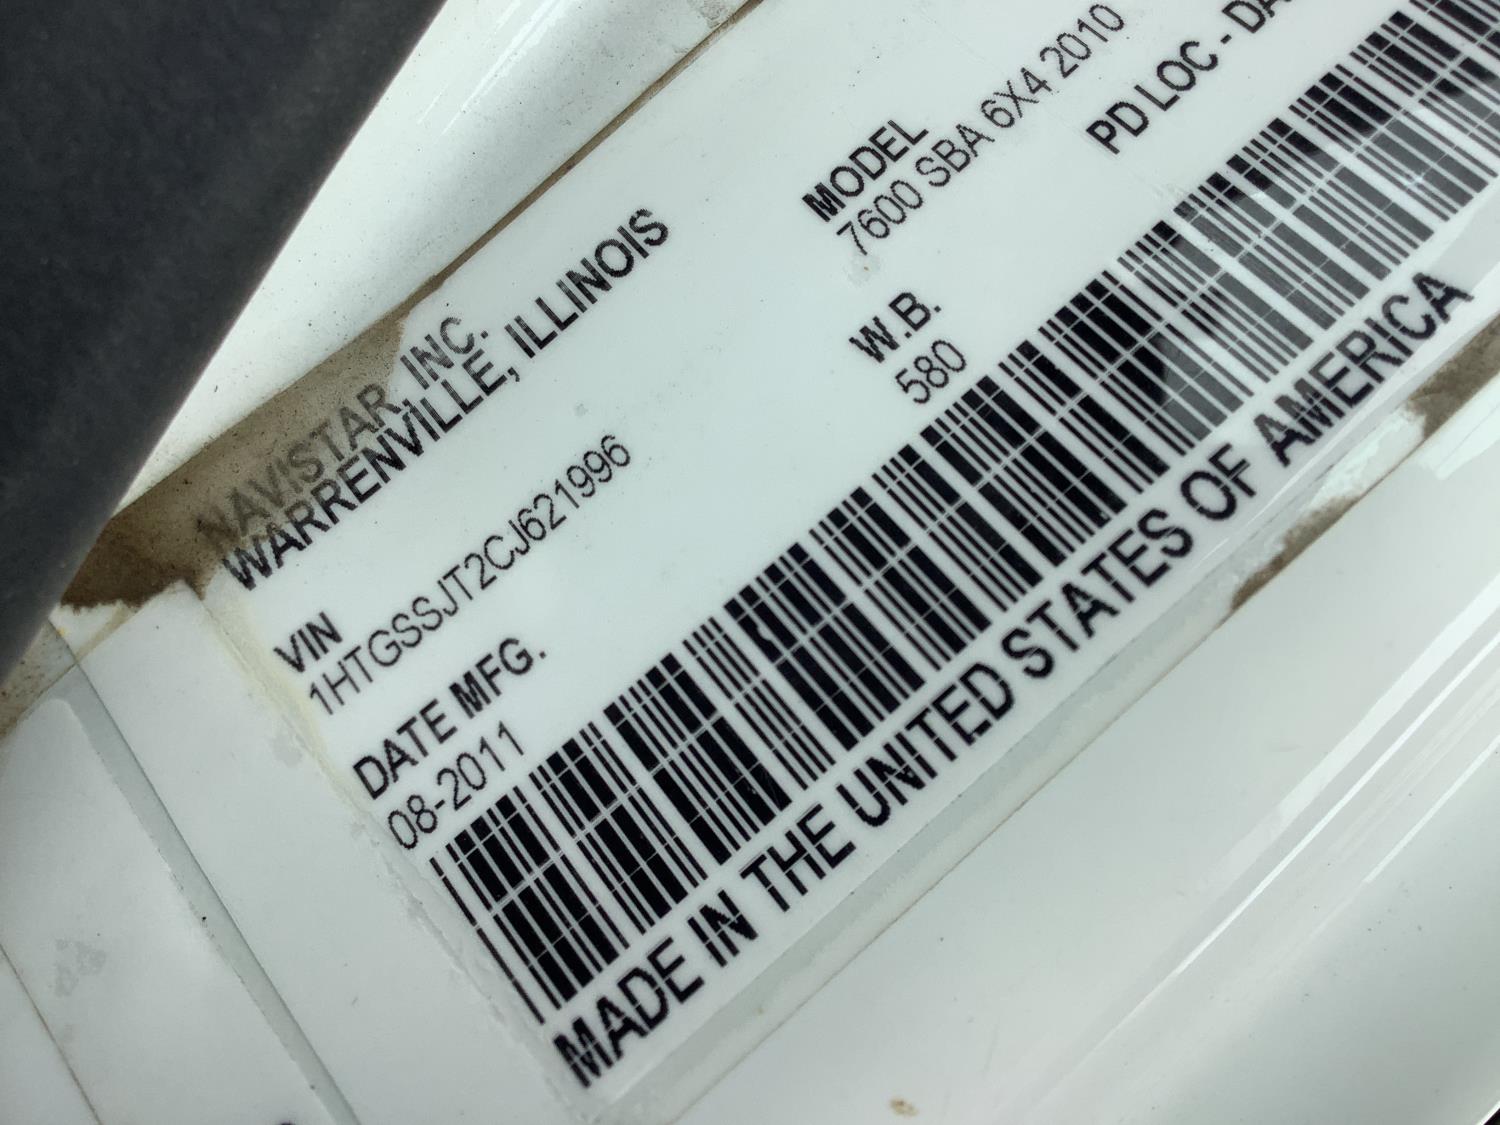 NAVISTAR, INC.
WARRENVILLE, ILLINOIS
VIN
1HTGSSJT2CJ621996
DATE MFG.
08-2011
MODEL
7600 SBA 6X4 2010
W.B.
580
PD LOC - DA
MADE IN THE UNITED STATES OF AMERICA